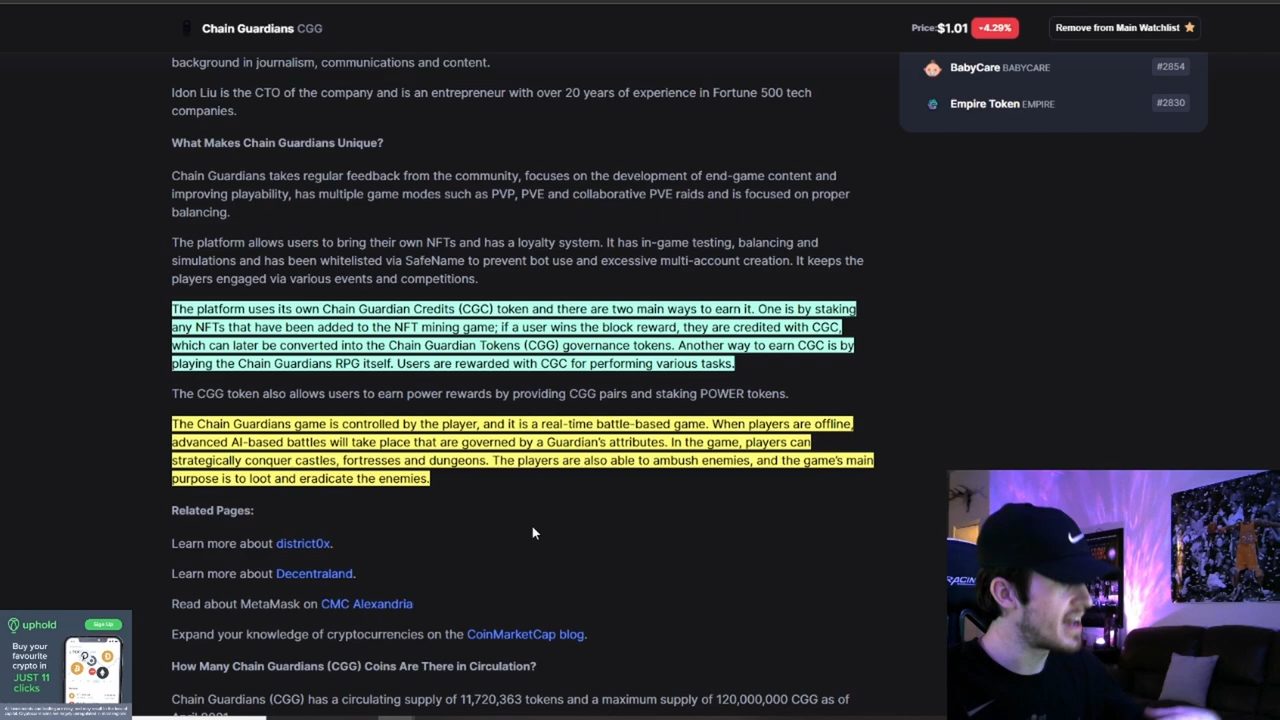 Chain Guardians CGG
Price:$1.01 -4.29%
Remove from Main Watchlist
background in journalism, communications and content.
Idon Liu is the CTO of the company and is an entrepreneur with over 20 years of experience in Fortune 500 tech
companies.
What Makes Chain Guardians Unique?
Chain Guardians takes regular feedback from the community, focuses on the development of end-game content and
improving playability, has multiple game modes such as PVP, PVE and collaborative PVE raids and is focused on proper
balancing.
The platform allows users to bring their own NFTs and has a loyalty system. It has in-game testing, balancing and
simulations and has been whitelisted via SafeName to prevent bot use and excessive multi-account creation. It keeps the
players engaged via various events and competitions.
The platform uses its own Chain Guardian Credits (CGC) token and there are two main ways to earn it. One is by staking
any NFTs that have been added to the NFT mining game; if a user wins the block reward, they are credited with CGC,
which can later be converted into the Chain Guardian Tokens (CGG) governance tokens. Another way to earn CGC is by
playing the Chain Guardians RPG itself. Users are rewarded with CGC for performing various tasks.
The CGG token also allows users to earn power rewards by providing CGG pairs and staking POWER tokens.
The Chain Guardians game is controlled by the player, and it is a real-time battle-based game. When players are offline,
advanced AI-based battles will take place that are governed by a Guardian's attributes. In the game, players can
strategically conquer castles, fortresses and dungeons. The players are also able to ambush enemies, and the game's main
purpose is to loot and eradicate the enemies.
Related Pages:
Learn more about district0x.
Learn more about Decentraland.
Read about MetaMask on CMC Alexandria
Expand your knowledge of cryptocurrencies on the CoinMarketCap blog.
How Many Chain Guardians (CGG) Coins Are There in Circulation?
Chain Guardians (CGG) has a circulating supply of 11,720,363 tokens and a maximum supply of 120,000,000 CGG as of
April 2021.
BabyCare BABYCARE #2854
Empire Token EMPIRE #2830
uphold Sign Up
Buy your
favourite
crypto in
JUST 11
clicks
RACING